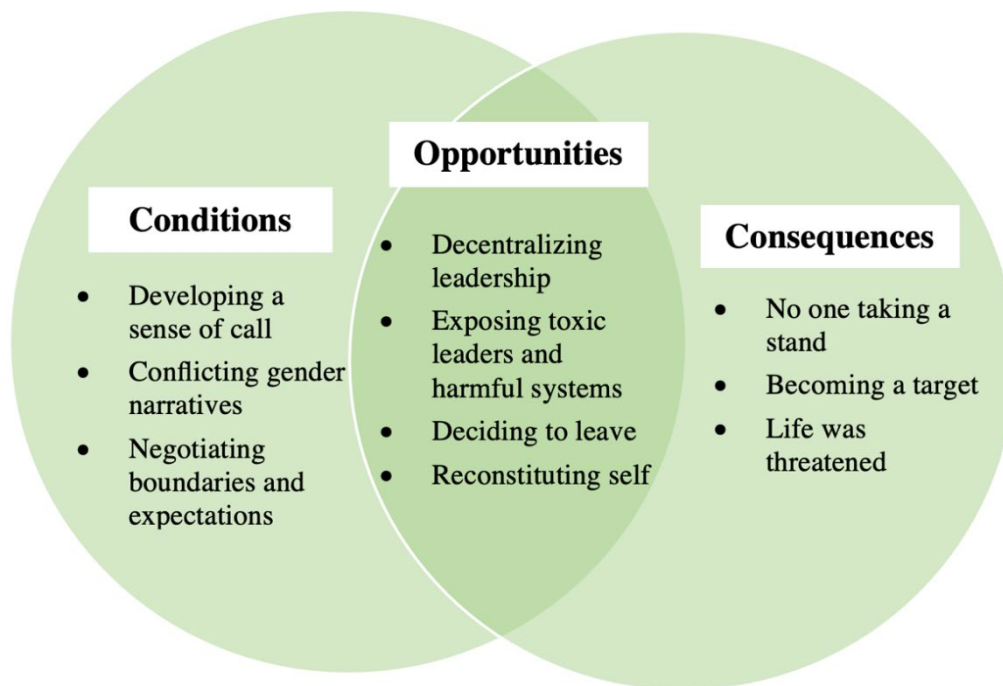 Conditions
• Developing a
sense of call
• Conflicting gender
narratives
• Negotiating
boundaries and
expectations
Opportunities
• Decentralizing
leadership
• Exposing toxic
leaders and
harmful systems
• Deciding to leave
• Reconstituting self
Consequences
• No one taking a
stand
• Becoming a target
• Life was
threatened